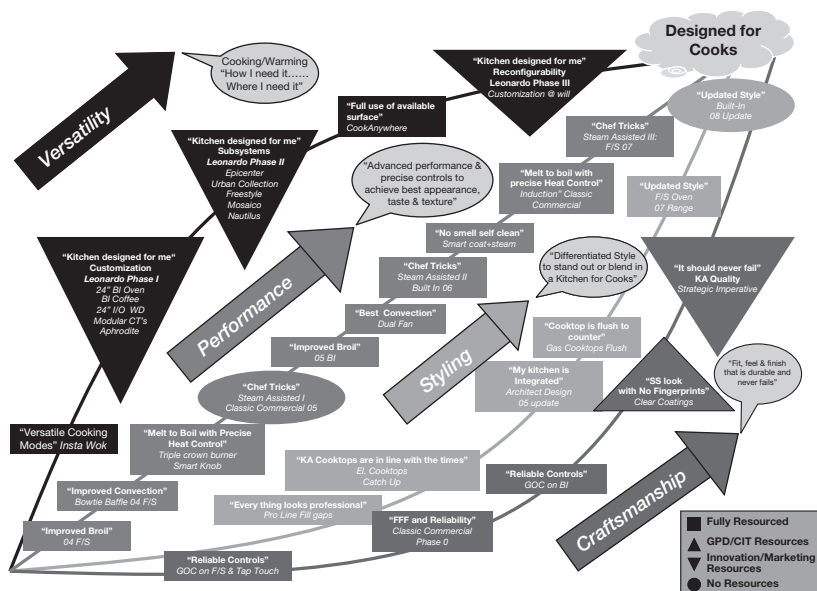 Designed for
Cooks
Versatility
Cooking/Warming
“How I need it……
Where I need it”
“Kitchen designed for me”
Reconfigurability
Leonardo Phase III
Customization @ will
“Full use of available
surface”
CookAnywhere
“Updated Style”
Built-In
08 Update
“Kitchen designed for me”
Subsystems
Leonardo Phase II
Epicenter
Urban Collection
Freestyle
Mosaico
Nautilus
“Chef Tricks”
Steam Assisted III:
F/S 07
“Advanced performance &
precise controls to
achieve best appearance,
taste & texture”
“Melt to boil with
precise Heat Control”
Induction” Classic
Commercial
“Updated Style”
F/S Oven
07 Range
“No smell self clean”
Smart coat+steam
“Kitchen designed for me“
Customization
Leonardo Phase I
24” BI Oven
BI Coffee
24” I/O WD
Modular CT’s
Aphrodite
Performance
“Chef Tricks”
Steam Assisted II
Built In 06
“Differentiated Style
to stand out or blend in
a Kitchen for Cooks”
“It should never fail”
KA Quality
Strategic Imperative
“Best Convection”
Dual Fan
Styling
“Cooktop is flush to
counter”
Gas Cooktops Flush
“Improved Broil”
05 BI
“My kitchen is
Integrated”
Architect Design
05 update
“SS look
with No Fingerprints”
Clear Coatings
“Fit, feel & finish
that is durable and
never fails”
“Chef Tricks”
Steam Assisted I
Classic Commercial 05
“Versatile Cooking
Modes” Insta Wok
“Melt to Boil with Precise
Heat Control”
Triple crown burner
Smart Knob
“KA Cooktops are in line with the times”
El. Cooktops
Catch Up
“Reliable Controls”
GOC on BI
Craftsmanship
“Improved Convection”
Bowtie Baffle 04 F/S
“Every thing looks professional”
Pro Line Fill gaps
“FFF and Reliability”
Classic Commercial
Phase 0
“Improved Broil”
04 F/S
“Reliable Controls”
GOC on F/S & Tap Touch
Fully Resourced
GPD/CIT Resources
Innovation/Marketing
Resources
No Resources